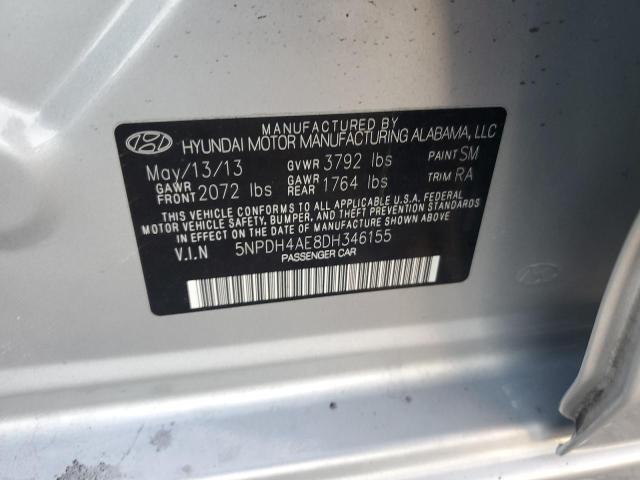 MANUFACTURED BY
HYUNDAI MOTOR MANUFACTURING ALABAMA, LLC
May/13/13 GVWR 3792 lbs PAINT SM
GAWR FRONT 2072 lbs GAWR REAR 1764 lbs TRIM RA
THIS VEHICLE CONFORMS TO ALL APPLICABLE U.S.A. FEDERAL
MOTOR VEHICLE SAFETY, BUMPER, AND THEFT PREVENTION
STANDARDS IN EFFECT ON THE DATE OF MANUFACTURE SHOWN ABOVE.
V.I.N 5NPDH4AE8DH346155
PASSENGER CAR